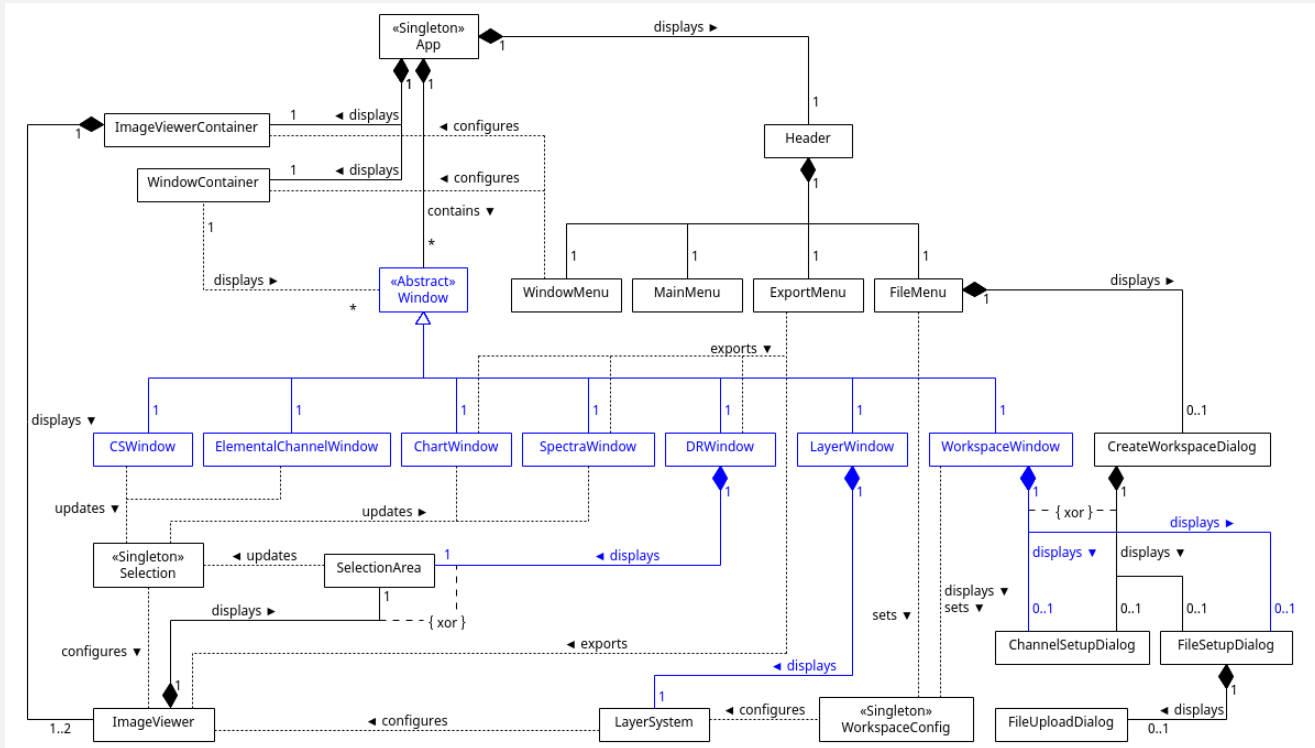 «Singleton»
App
1
displays ►
1
1
1
ImageViewerContainer
1
1
◄ displays
◄ configures
Header
1
WindowContainer
1
◄ displays
◄ configures
1
contains ▼
*
displays ►
*
«Abstract»
Window
1
1
1
1
WindowMenu
MainMenu
ExportMenu
FileMenu
1
displays ►
exports ▼
displays ▼
1
1
1
1
1
1
1
0..1
CSWindow
ElementalChannelWindow
ChartWindow
SpectraWindow
DRWindow
LayerWindow
WorkspaceWindow
CreateWorkspaceDialog
1
1
1
1
updates ▼
updates ►
{ xor }
displays ►
«Singleton»
Selection
◄ updates
SelectionArea
1
◄ displays
displays ▼
displays ▼
1
displays ►
{ xor }
displays ▼
sets ▼
sets ▼
0..1
0..1
0..1
0..1
configures ▼
◄ exports
ChannelSetupDialog
FileSetupDialog
◄ displays
1
1
1
1..2
ImageViewer
◄ configures
LayerSystem
◄ configures
«Singleton»
WorkspaceConfig
FileUploadDialog
◄ displays
0..1